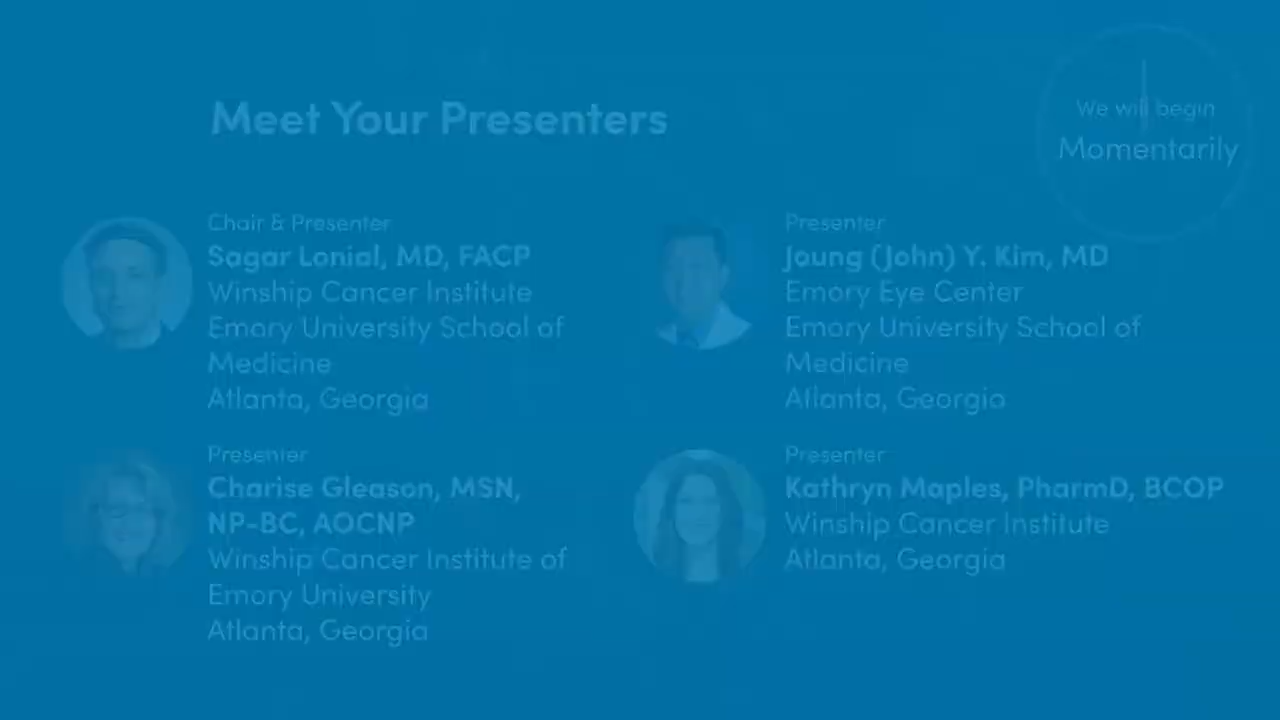 Meet Your Presenters
We will begin
Momentarily
Chair & Presenter
Sagar Lonial, MD, FACP
Winship Cancer Institute
Emory University School of
Medicine
Atlanta, Georgia
Presenter
Joung (John) Y. Kim, MD
Emory Eye Center
Emory University School of
Medicine
Atlanta, Georgia
Presenter
Charise Gleason, MSN,
NP-BC, AOCNP
Winship Cancer Institute of
Emory University
Atlanta, Georgia
Presenter
Kathryn Maples, PharmD, BCOP
Winship Cancer Institute
Atlanta, Georgia